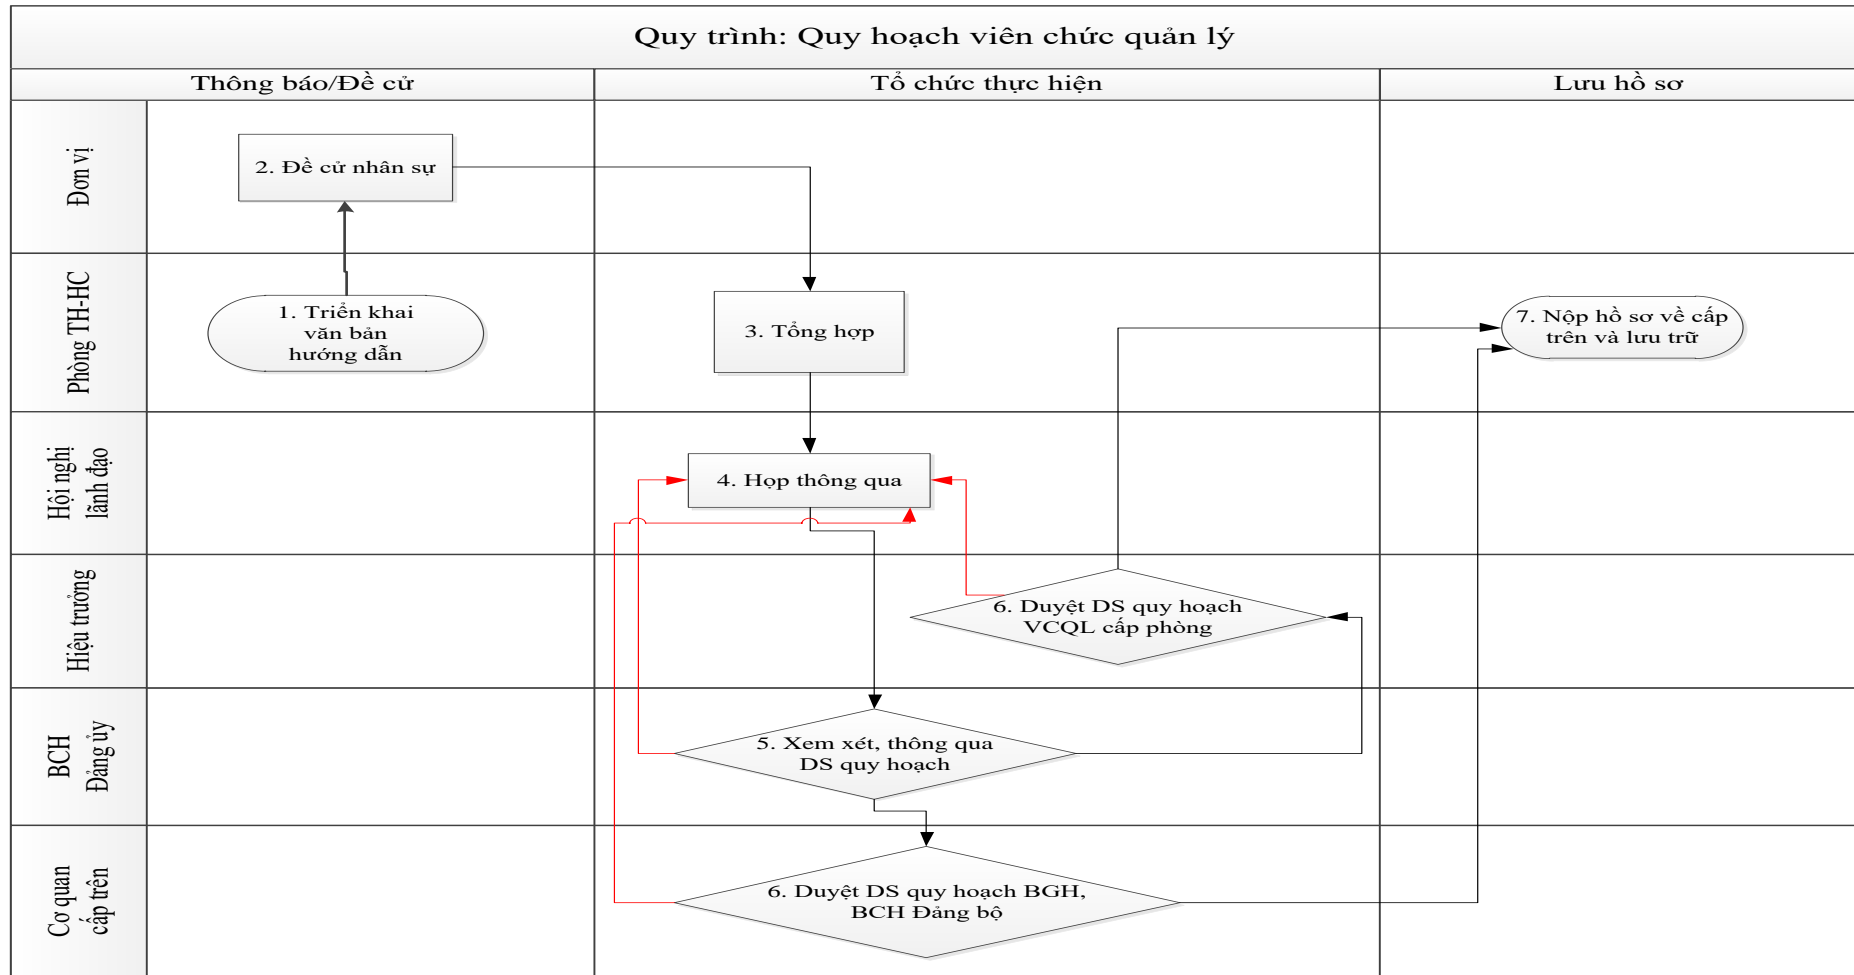 Quy trình: Quy hoạch viên chức quản lý
Thông báo/Đề cử
Tổ chức thực hiện
Lưu hồ sơ
Đơn vị
2. Đề cử nhân sự
Phòng TH-HC
1. Triển khai
văn bản
hướng dẫn
3. Tổng hợp
7. Nộp hồ sơ về cấp
trên và lưu trữ
Hội nghị
lãnh đạo
4. Họp thông qua
Hiệu trưởng
6. Duyệt DS quy hoạch
VCQL cấp phòng
BCH
Đảng ủy
5. Xem xét, thông qua
DS quy hoạch
Cơ quan
cấp trên
6. Duyệt DS quy hoạch BGH,
BCH Đảng bộ